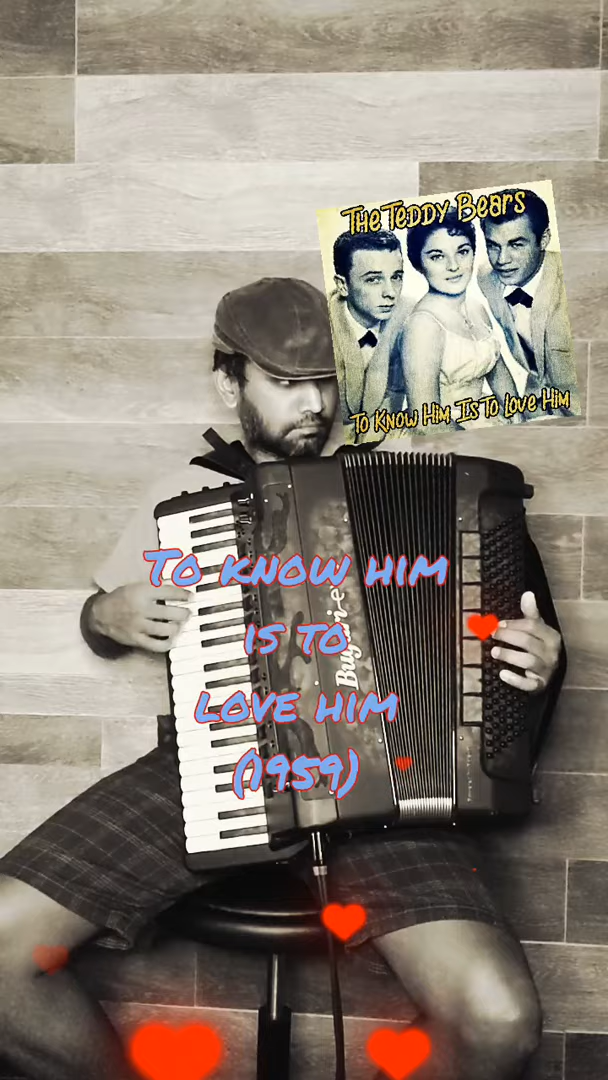 The Teddy Bears
To Know Him Is To Love Him
To know him
is to
love him
(1959)
Bugari-e